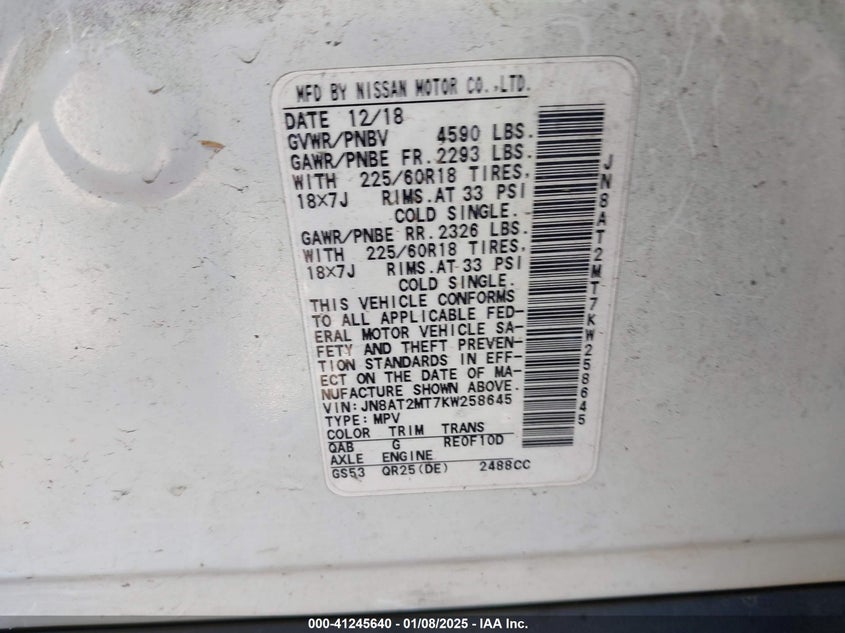 MFD BY NISSAN MOTOR CO.,LTD.
DATE 12/18
GVWR/PNBV 4590 LBS.
GAWR/PNBE FR. 2293 LBS.
WITH 225/60R18 TIRES,
18X7J RIMS.AT 33 PSI
COLD SINGLE.
GAWR/PNBE RR. 2326 LBS.
WITH 225/60R18 TIRES,
18X7J RIMS.AT 33 PSI
COLD SINGLE.
THIS VEHICLE CONFORMS
TO ALL APPLICABLE FED-
ERAL MOTOR VEHICLE SA-
FETY AND THEFT PREVEN-
TION STANDARDS IN EFF-
ECT ON THE DATE OF MA-
NUFACTURE SHOWN ABOVE.
VIN: JN8AT2MT7KW258645
TYPE: MPV
COLOR TRIM TRANS
QAB G RE0F10D
AXLE ENGINE
GS53 QR25(DE) 2488CC
JN8AT2MT7KW258645
000-41245640 - 01/08/2025 - IAA Inc.